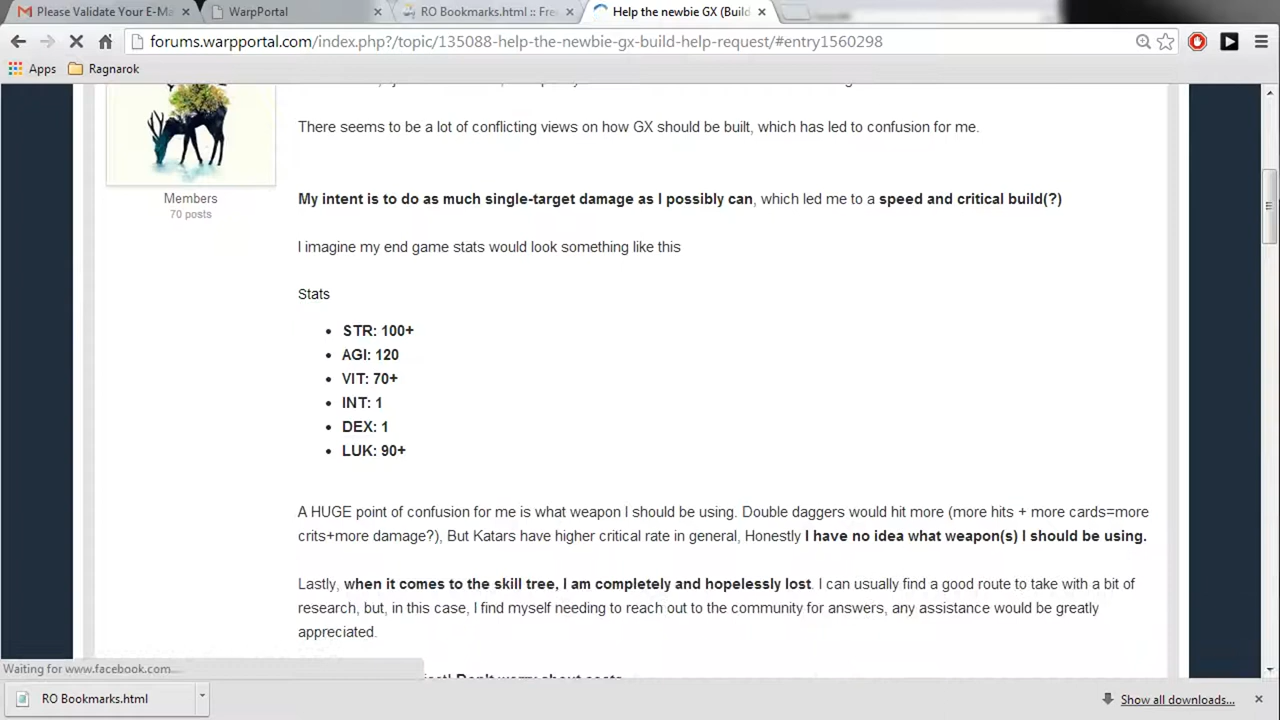 Please Validate Your E-Ma
WarpPortal
RO Bookmarks.html :: Fre
Help the newbie GX (Build
forums.warpportal.com/index.php?/topic/135088-help-the-newbie-gx-build-help-request/#entry1560298
Apps
Ragnarok
There seems to be a lot of conflicting views on how GX should be built, which has led to confusion for me.
Members
70 posts
My intent is to do as much single-target damage as I possibly can, which led me to a speed and critical build(?)
I imagine my end game stats would look something like this
Stats
STR: 100+
AGI: 120
VIT: 70+
INT: 1
DEX: 1
LUK: 90+
A HUGE point of confusion for me is what weapon I should be using. Double daggers would hit more (more hits + more cards=more
crits+more damage?), But Katars have higher critical rate in general, Honestly I have no idea what weapon(s) I should be using.
Lastly, when it comes to the skill tree, I am completely and hopelessly lost. I can usually find a good route to take with a bit of
research, but, in this case, I find myself needing to reach out to the community for answers, any assistance would be greatly
appreciated.
Don't worry about costs
Waiting for www.facebook.com...
RO Bookmarks.html
Show all downloads...